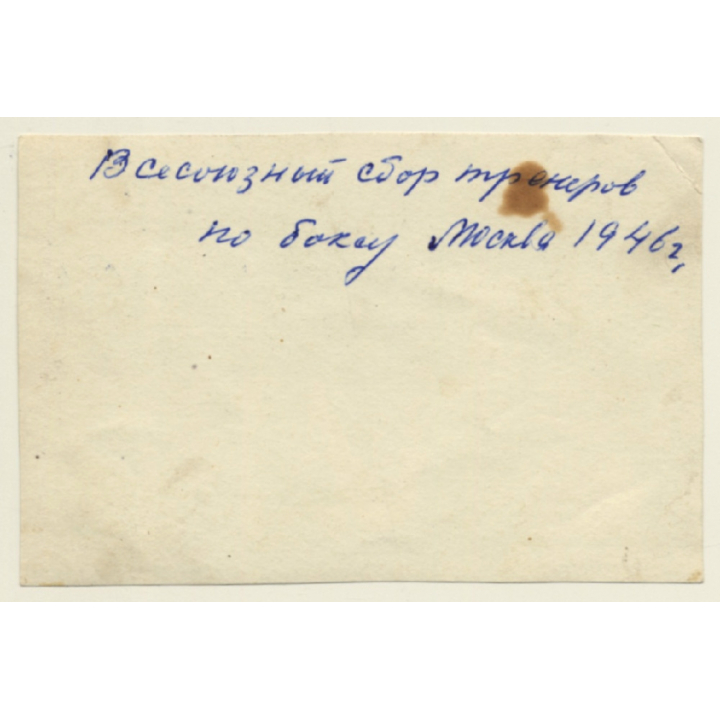 Всесоюзный сбор тренеров
по боксу Москва 1946г,